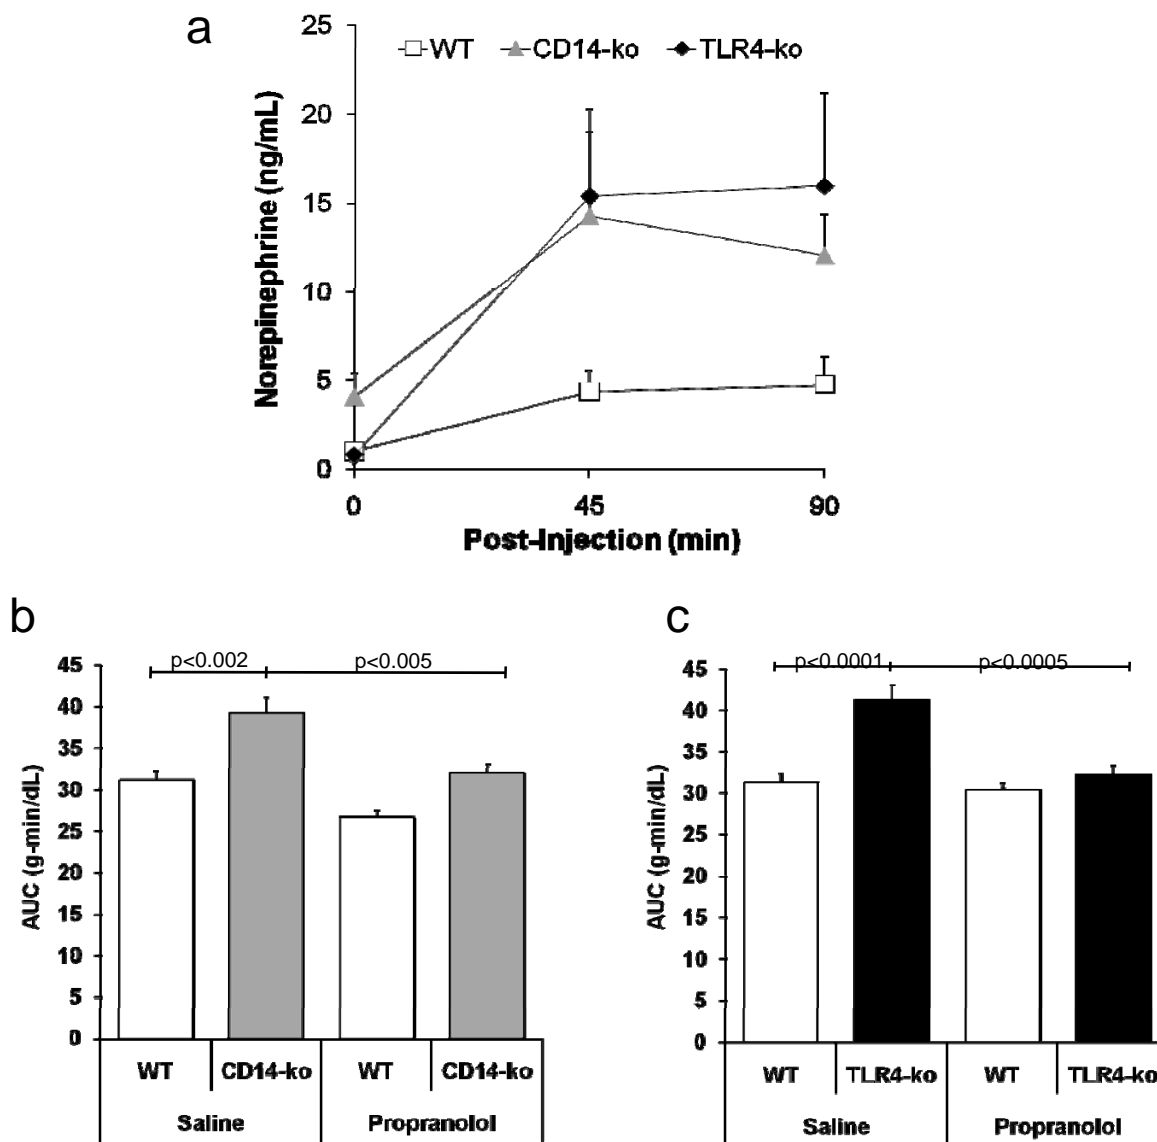 a
25
WT CD14-ko TLR4-ko
20
15
10
5
0
Norepinephrine (ng/mL)
0 45 90
Post-Injection (min)
b
p<0.002 p<0.005
45
40
35
30
25
20
15
10
5
0
AUC (g-min/dL)
WT CD14-ko WT CD14-ko
Saline Propranolol
c
p<0.0001 p<0.0005
45
40
35
30
25
20
15
10
5
0
AUC (g-min/dL)
WT TLR4-ko WT TLR4-ko
Saline Propranolol